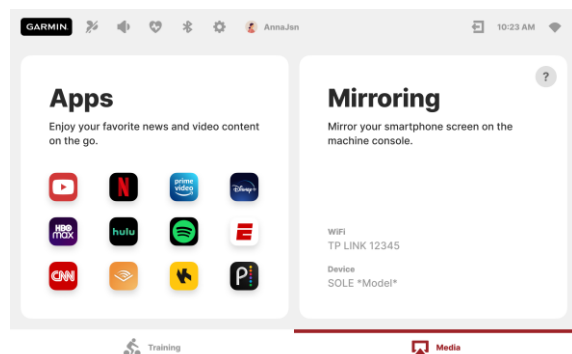 GARMIN.
AnnaJsn
10:23 AM
Apps
Enjoy your favorite news and video content
on the go.
prime
video
Disney+
HBO
max
hulu
CNN
Mirroring
?
Mirror your smartphone screen on the
machine console.
WiFi
TP LINK 12345
Device
SOLE *Model*
Training
Media